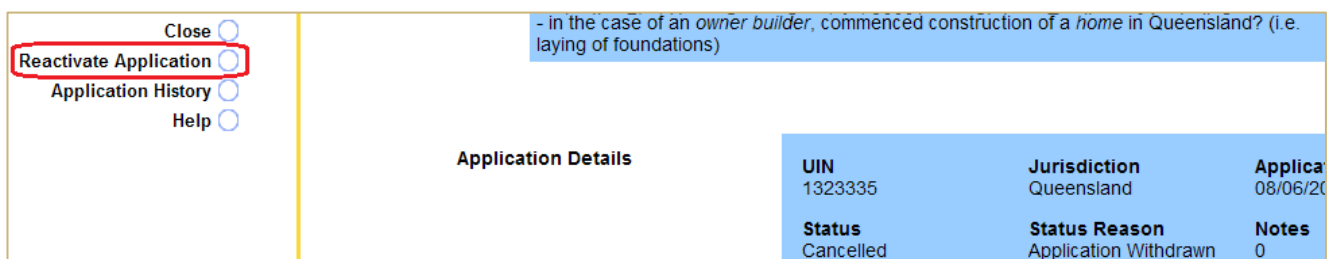 - in the case of an owner builder, commenced construction of a home in Queensland? (i.e.
laying of foundations)
Close
Reactivate Application
Application History
Help
Application Details
UIN Jurisdiction
1323335 Queensland
Status Status Reason Notes
Cancelled Application Withdrawn 0